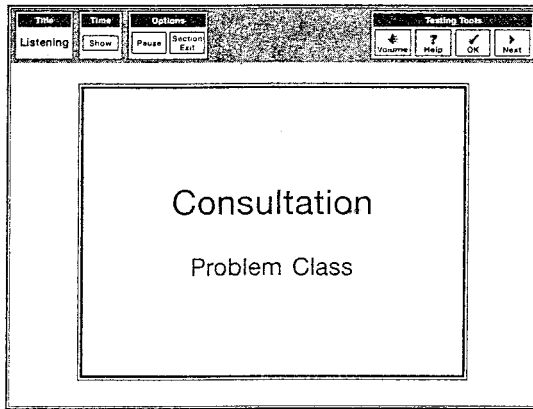 Title
Time
Options
Testing Tools
Listening
Show
Pause
Section
Exit
Volume
?
Help
OK
Next
Consultation
Problem Class